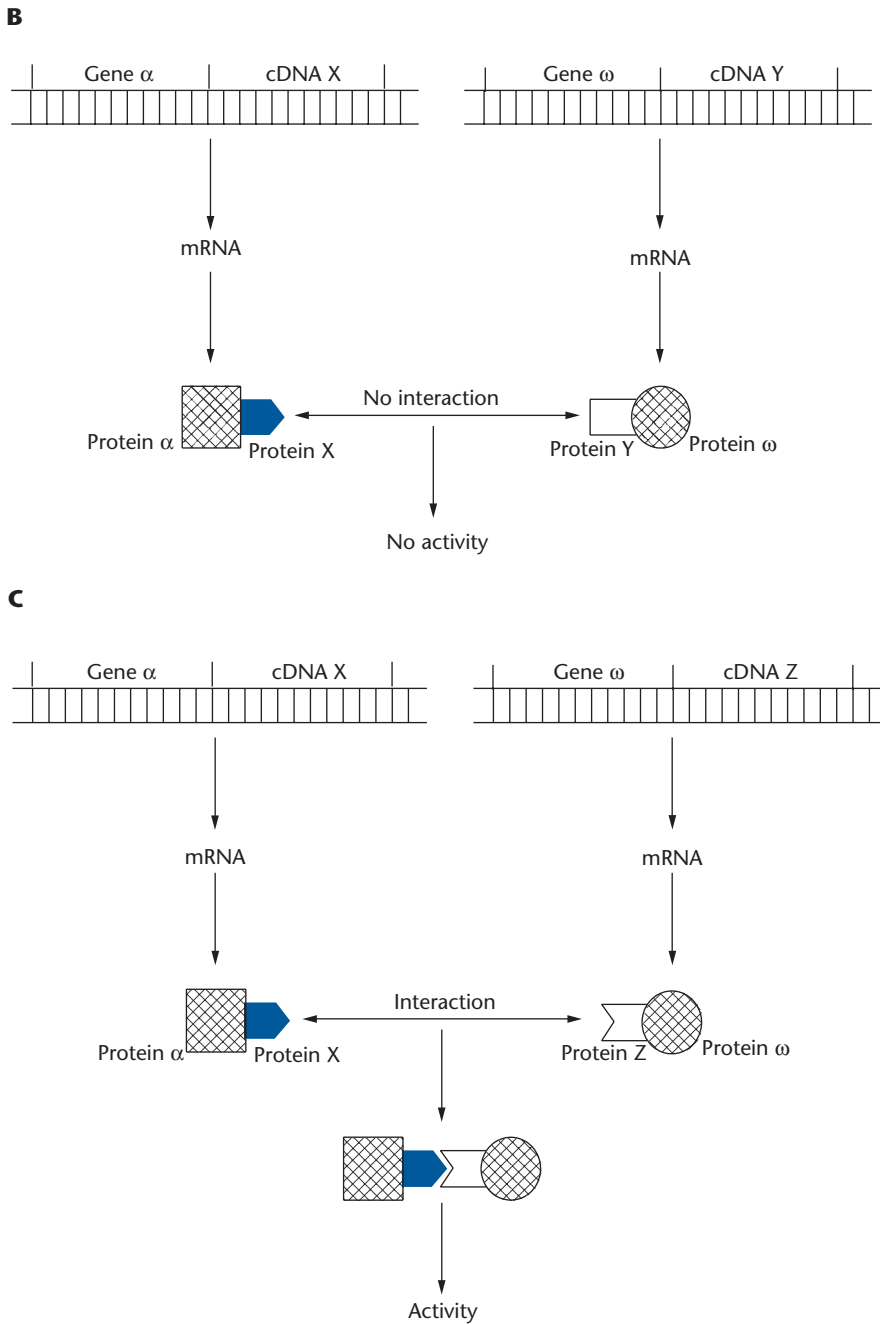 B
Gene α cDNA X Gene ω cDNA Y
mRNA mRNA
No interaction
Protein α Protein X Protein Y Protein ω
No activity
C
Gene α cDNA X Gene ω cDNA Z
mRNA mRNA
Interaction
Protein α Protein X Protein Z Protein ω
Activity